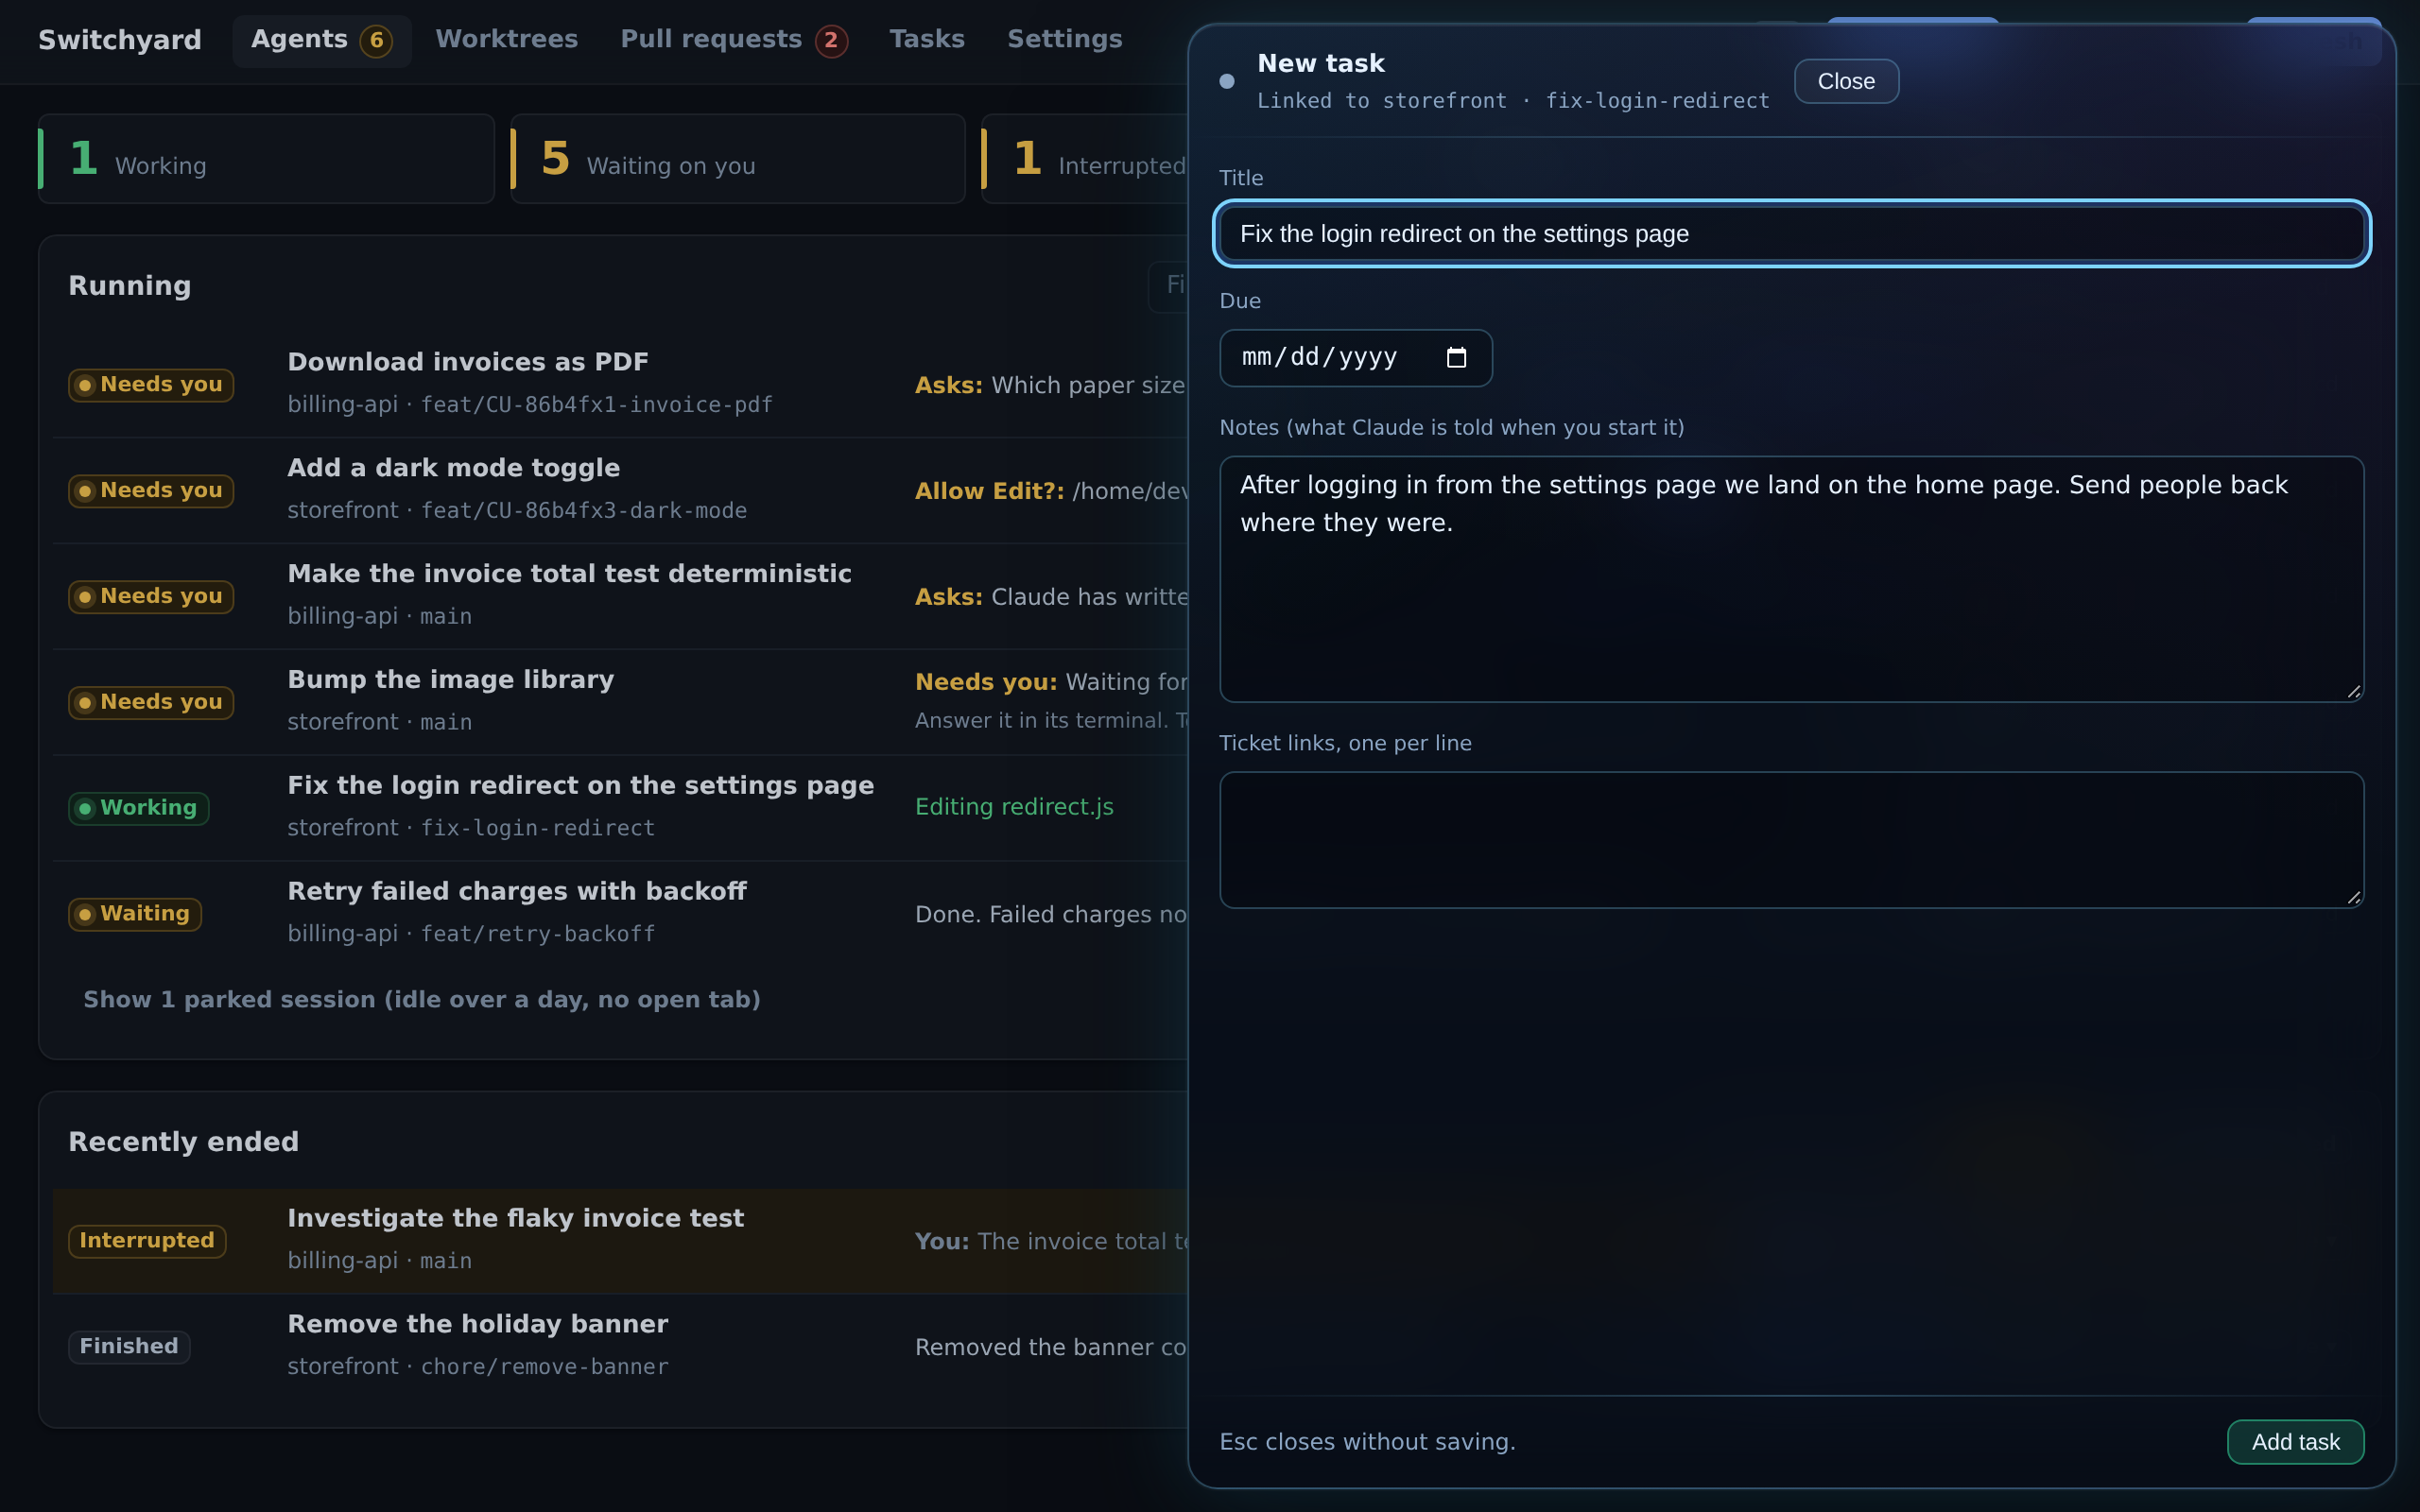 Switchyard Agents 6 Worktrees Pull requests 2 Tasks Settings
1 Working
5 Waiting on you
1 Interrupted
Running
Needs you
Download invoices as PDF
billing-api · feat/CU-86b4fx1-invoice-pdf
Asks: Which paper size
Needs you
Add a dark mode toggle
storefront · feat/CU-86b4fx3-dark-mode
Allow Edit?: /home/dev
Needs you
Make the invoice total test deterministic
billing-api · main
Asks: Claude has writte
Needs you
Bump the image library
storefront · main
Needs you: Waiting for
Answer it in its terminal.
Working
Fix the login redirect on the settings page
storefront · fix-login-redirect
Editing redirect.js
Waiting
Retry failed charges with backoff
billing-api · feat/retry-backoff
Done. Failed charges no
Show 1 parked session (idle over a day, no open tab)
Recently ended
Interrupted
Investigate the flaky invoice test
billing-api · main
You: The invoice total te
Finished
Remove the holiday banner
storefront · chore/remove-banner
Removed the banner co
New task
Linked to storefront · fix-login-redirect
Close
Title
Fix the login redirect on the settings page
Due
mm/dd/yyyy
Notes (what Claude is told when you start it)
After logging in from the settings page we land on the home page. Send people back
where they were.
Ticket links, one per line
Esc closes without saving.
Add task